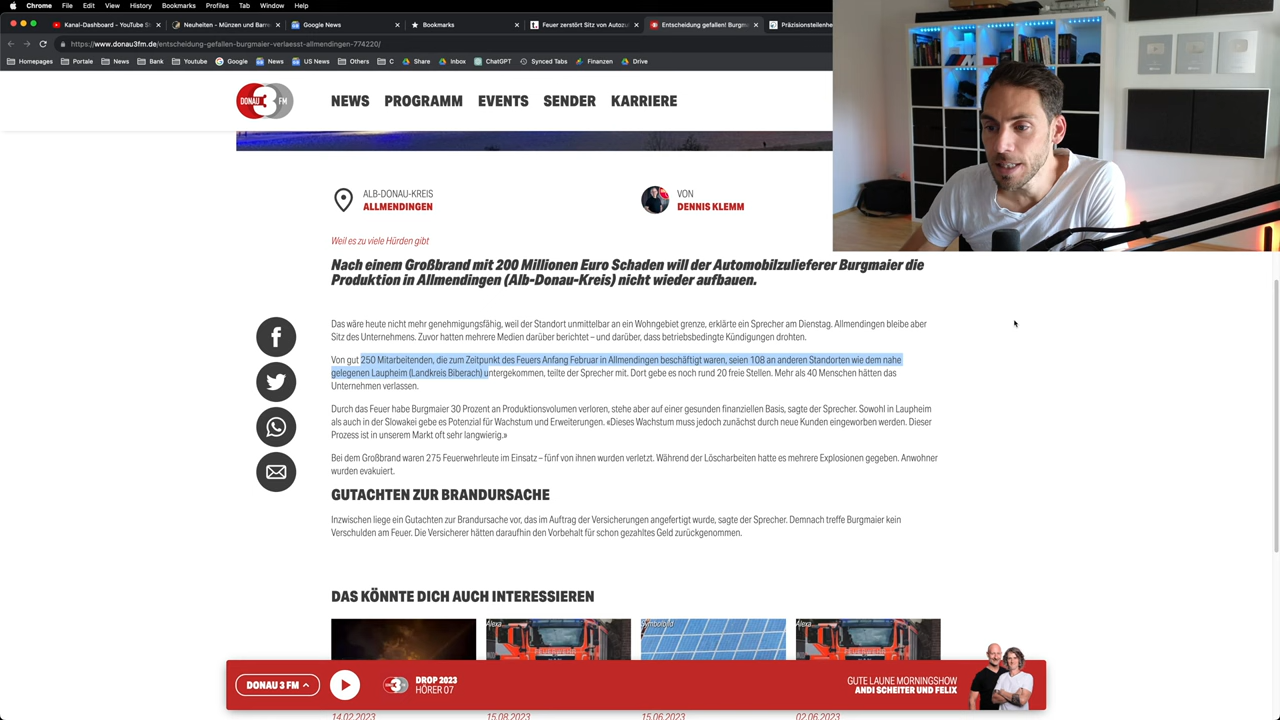 Chrome File Edit View History Bookmarks Profiles Tab Window Help
Kanal-Dashboard - YouTube St
Neuheiten - Münzen und Barre
Google News
Bookmarks
Feuer zerstört Sitz von Autozu
Entscheidung gefallen! Burgm
Präzisionstellenhe
https://www.donau3fm.de/entscheidung-gefallen-burgmaier-verlaesst-allmendingen-774220/
Homepages Portale News Bank Youtube Google News US News Others C Share Inbox ChatGPT Synced Tabs Finanzen Drive
DONAU 3 FM
NEWS PROGRAMM EVENTS SENDER KARRIERE
ALB-DONAU-KREIS
ALLMENDINGEN
VON
DENNIS KLEMM
Weil es zu viele Hürden gibt
Nach einem Großbrand mit 200 Millionen Euro Schaden will der Automobilzulieferer Burgmaier die
Produktion in Allmendingen (Alb-Donau-Kreis) nicht wieder aufbauen.
Das wäre heute nicht mehr genehmigungsfähig, weil der Standort unmittelbar an ein Wohngebiet grenze, erklärte ein Sprecher am Dienstag. Allmendingen bleibe aber
Sitz des Unternehmens. Zuvor hatten mehrere Medien darüber berichtet – und darüber, dass betriebsbedingte Kündigungen drohten.
Von gut 250 Mitarbeitenden, die zum Zeitpunkt des Feuers Anfang Februar in Allmendingen beschäftigt waren, seien 108 an anderen Standorten wie dem nahe
gelegenen Laupheim (Landkreis Biberach) untergekommen, teilte der Sprecher mit. Dort gebe es noch rund 20 freie Stellen. Mehr als 40 Menschen hätten das
Unternehmen verlassen.
Durch das Feuer habe Burgmaier 30 Prozent an Produktionsvolumen verloren, stehe aber auf einer gesunden finanziellen Basis, sagte der Sprecher. Sowohl in Laupheim
als auch in der Slowakei gebe es Potenzial für Wachstum und Erweiterungen. «Dieses Wachstum muss jedoch zunächst durch neue Kunden eingeworben werden. Dieser
Prozess ist in unserem Markt oft sehr langwierig.»
Bei dem Großbrand waren 275 Feuerwehrleute im Einsatz – fünf von ihnen wurden verletzt. Während der Löscharbeiten hatte es mehrere Explosionen gegeben. Anwohner
wurden evakuiert.
GUTACHTEN ZUR BRANDURSACHE
Inzwischen liege ein Gutachten zur Brandursache vor, das im Auftrag der Versicherungen angefertigt wurde, sagte der Sprecher. Demnach treffe Burgmaier kein
Verschulden am Feuer. Die Versicherer hätten daraufhin den Vorbehalt für schon gezahltes Geld zurückgenommen.
DAS KÖNNTE DICH AUCH INTERESSIEREN
Alexa
Symbolbild
Alexa
FEUERWEHR
FEUERWEHR
DONAU 3 FM
DROP 2023
HÖRER 07
GUTE LAUNE MORNINGSHOW
ANDI SCHEITER UND FELIX
14.02.2023
15.08.2023
15.06.2023
02.06.2023